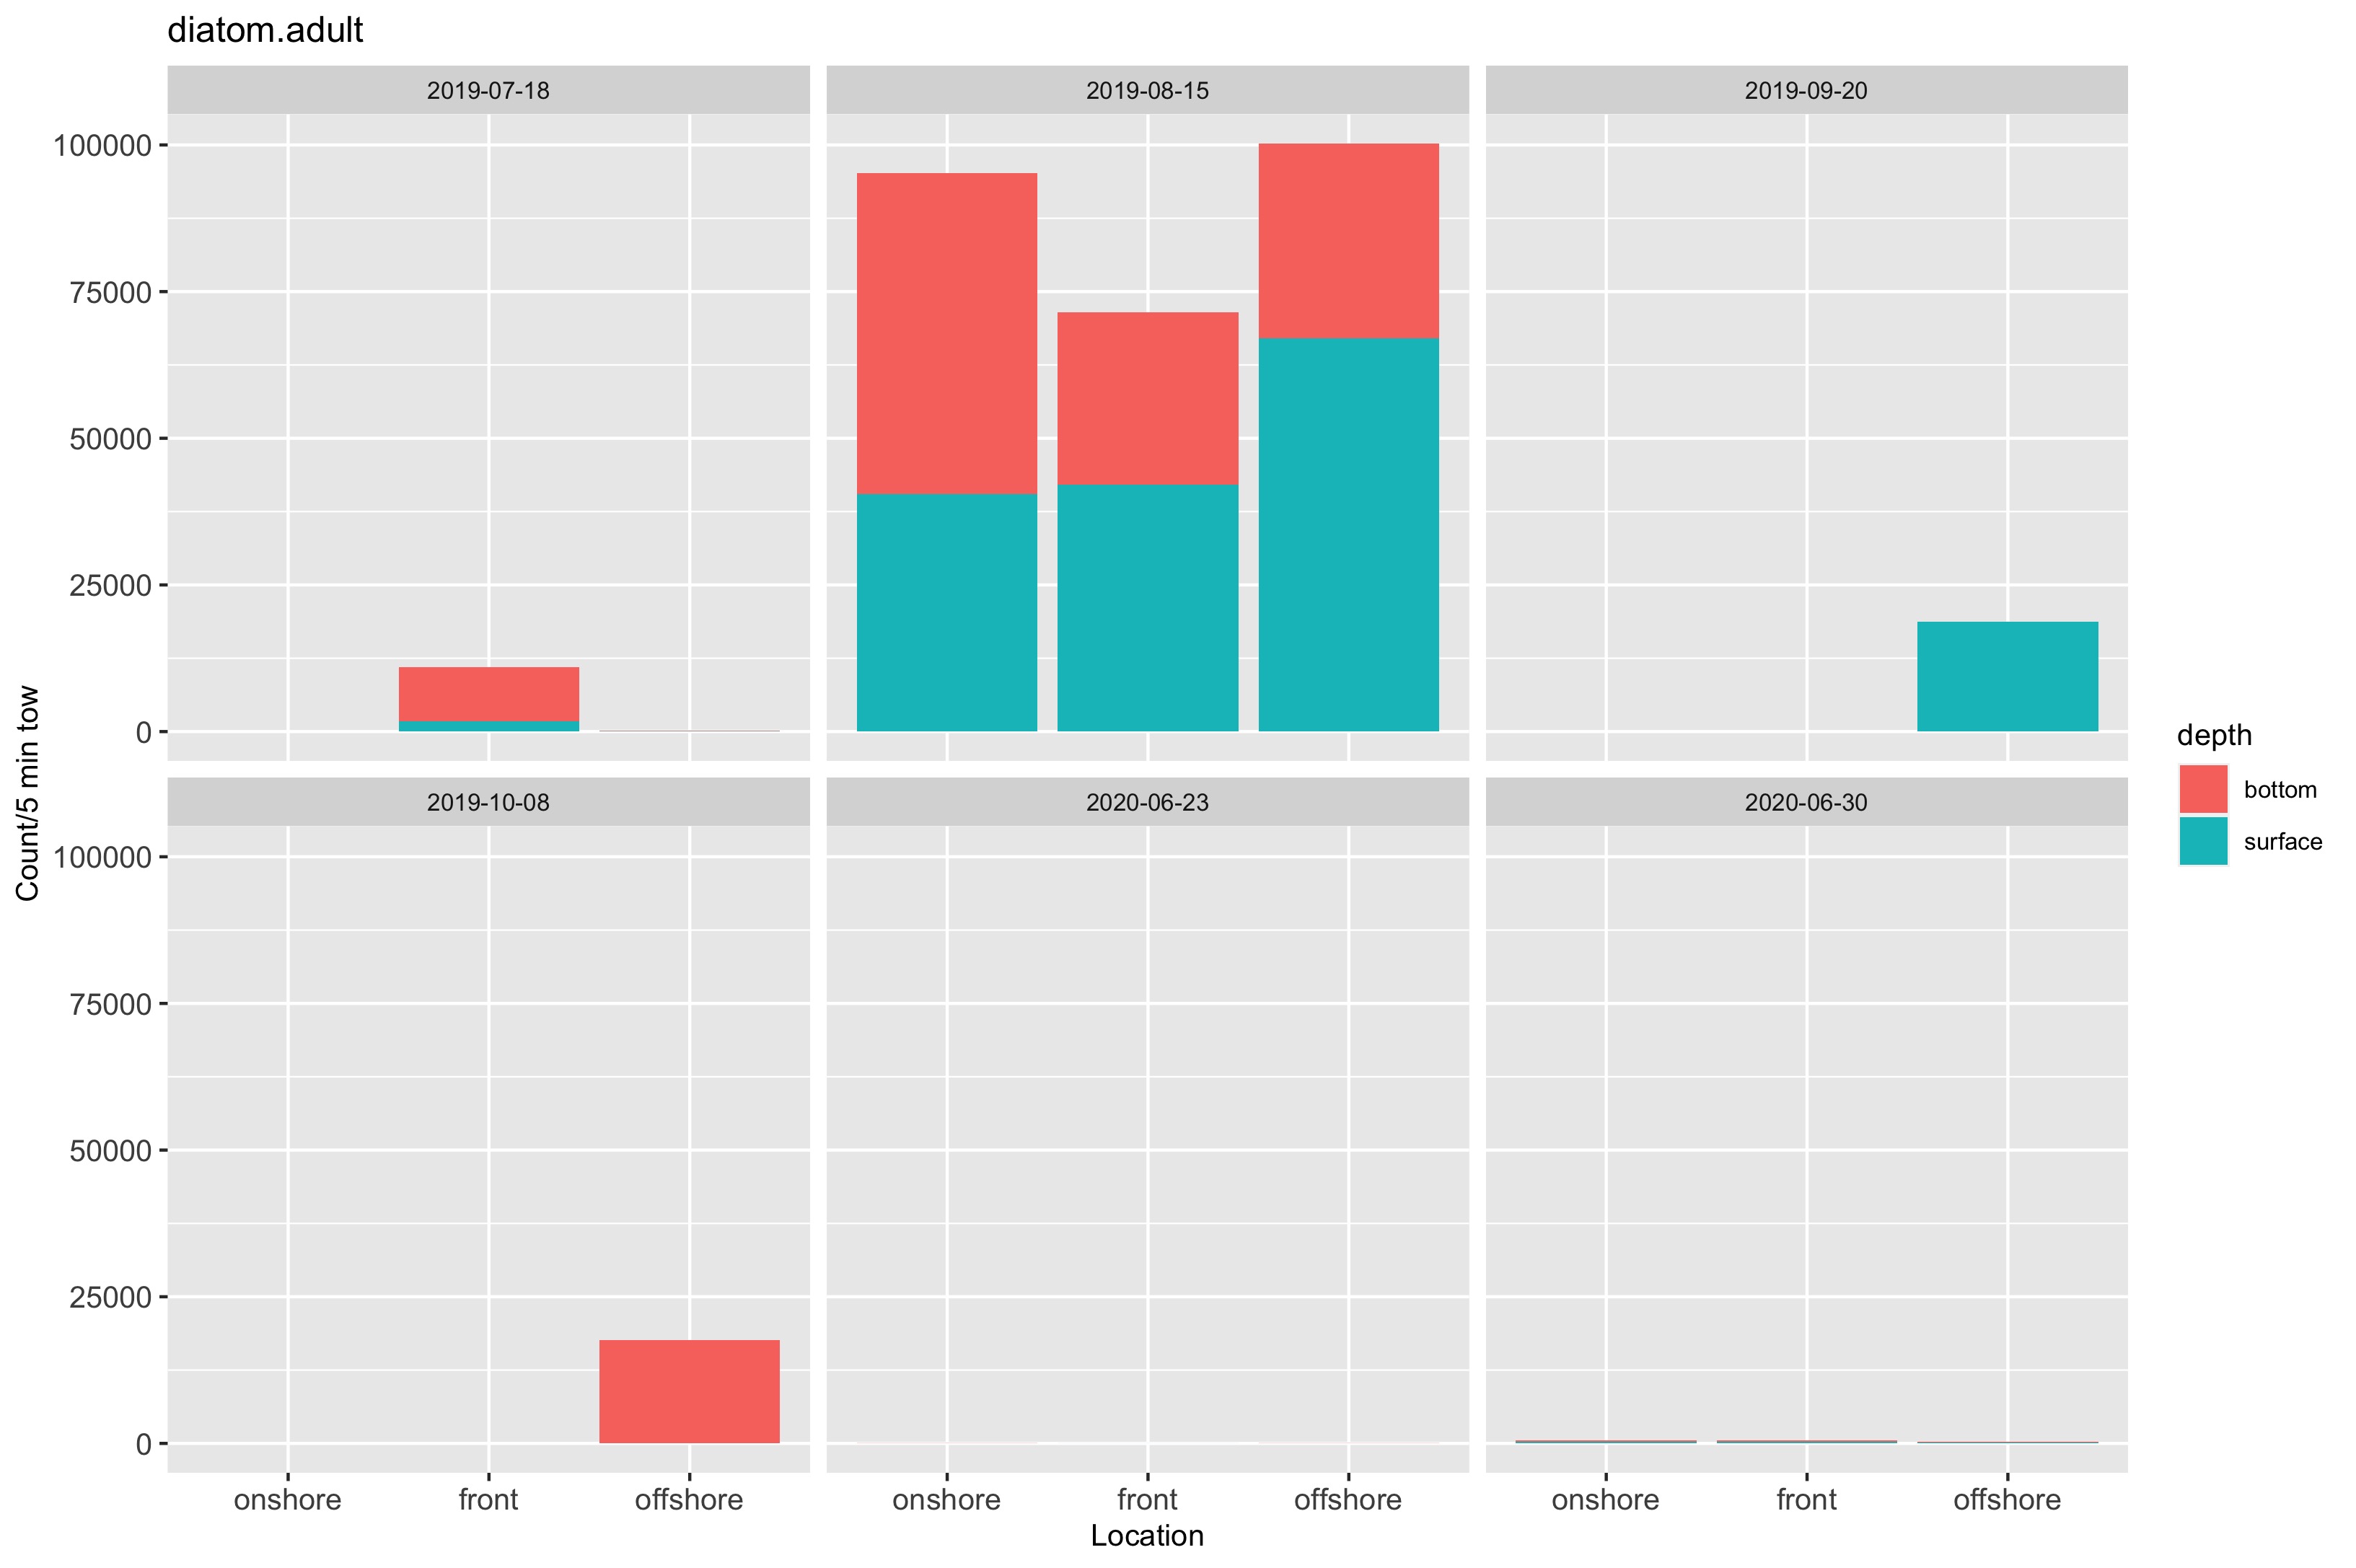 diatom.adult
2019-07-18
2019-08-15
2019-09-20
100000
75000
50000
25000
0
2019-10-08
2020-06-23
2020-06-30
100000
75000
50000
25000
0
onshore front offshore
onshore front offshore
onshore front offshore
Location
Count/5 min tow
depth
bottom
surface